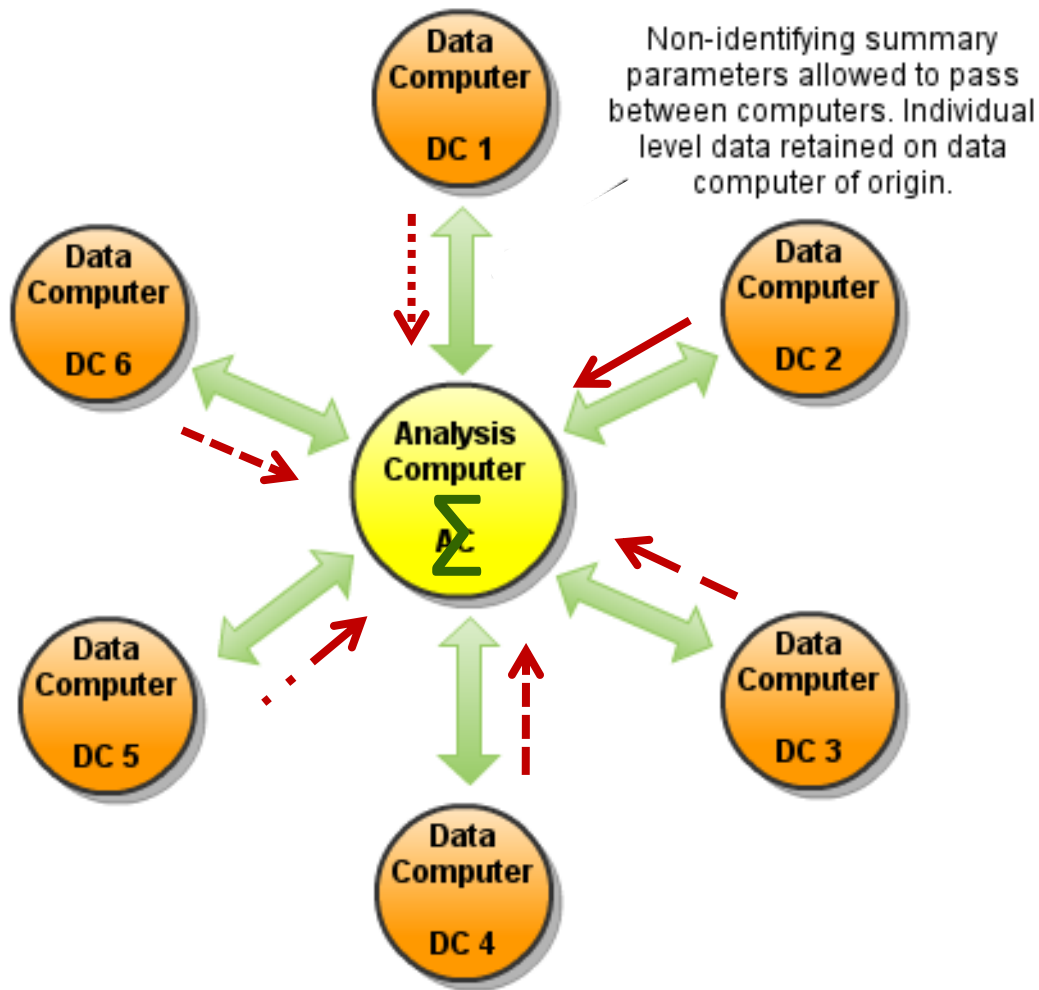 Data
Computer
DC 1
Non-identifying summary
parameters allowed to pass
between computers. Individual
level data retained on data
computer of origin.
Data
Computer
DC 6
Data
Computer
DC 2
Analysis
Computer
AC
Σ
Data
Computer
DC 5
Data
Computer
DC 3
Data
Computer
DC 4